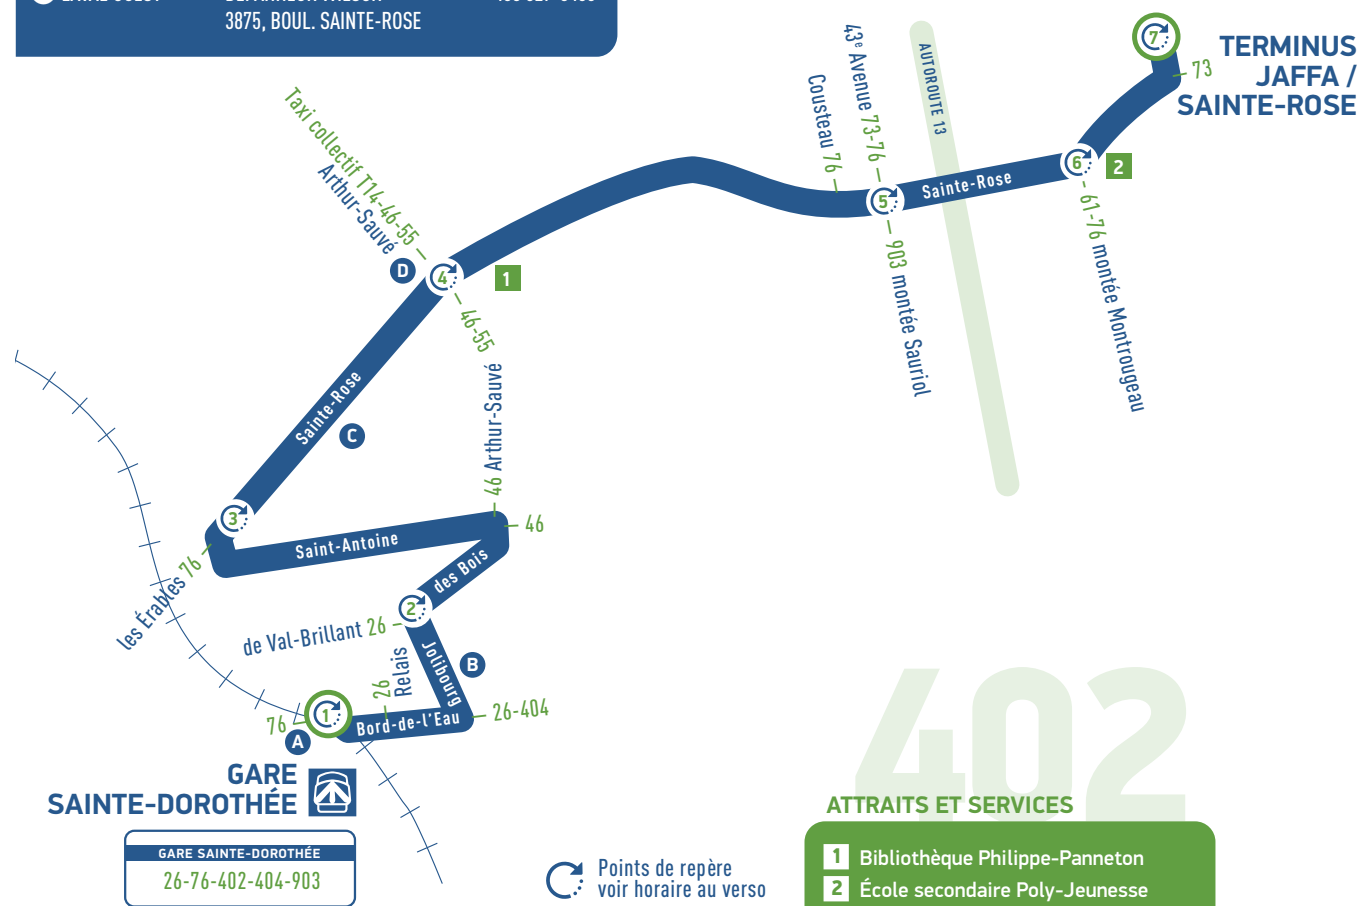 3875, BOUL. SAINTE-ROSE
TERMINUS
JAFFA /
SAINTE-ROSE
7
73
AUTOROUTE 13
43e Avenue 73-76
Cousteau 76
Taxi collectif T14-46-55
Arthur-Sauvé
D
4
1
5
Sainte-Rose
6
2
61-76 montée Montrougeau
903 montée Sauriol
46-55
46 Arthur-Sauvé
Sainte-Rose
C
3
46
Saint-Antoine
76
les Érables
des Bois
2
de Val-Brillant 26
26
Relais
Jolibourg
B
26-404
Bord-de-l'Eau
1
76
A
GARE
SAINTE-DOROTHÉE
GARE SAINTE-DOROTHÉE
26-76-402-404-903
Points de repère
voir horaire au verso
402
ATTRAITS ET SERVICES
1 Bibliothèque Philippe-Panneton
2 École secondaire Poly-Jeunesse